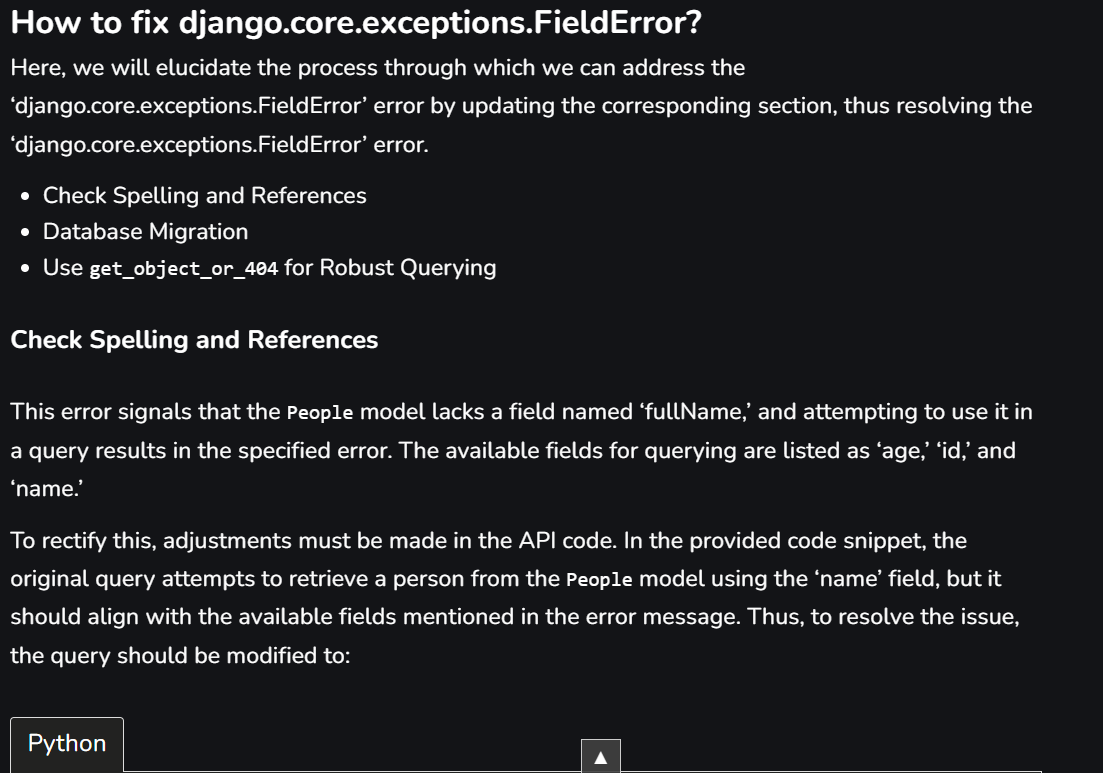 How to fix django.core.exceptions.FieldError?
Here, we will elucidate the process through which we can address the
‘django.core.exceptions.FieldError’ error by updating the corresponding section, thus resolving the
‘django.core.exceptions.FieldError’ error.
• Check Spelling and References
• Database Migration
• Use get_object_or_404 for Robust Querying
Check Spelling and References
This error signals that the People model lacks a field named ‘fullName,’ and attempting to use it in
a query results in the specified error. The available fields for querying are listed as ‘age,’ ‘id,’ and
‘name.’
To rectify this, adjustments must be made in the API code. In the provided code snippet, the
original query attempts to retrieve a person from the People model using the ‘name’ field, but it
should align with the available fields mentioned in the error message. Thus, to resolve the issue,
the query should be modified to:
Python
▲